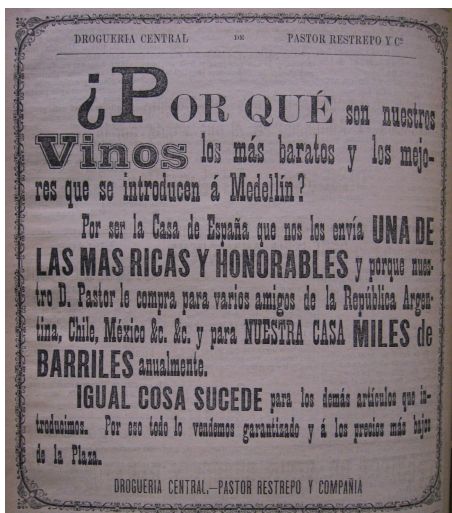 DROGUERIA CENTRAL DE PASTOR RESTREPO Y Cª
¿POR QUÉ son nuestros
Vinos los más baratos y los mejo-
res que se introducen á Medellín?
Por ser la Casa de España que nos los envía UNA DE
LAS MAS RICAS Y HONORABLES y porque nues-
tro D. Pastor le compra para varios amigos de la República Argen-
tina, Chile, México &c. &c. y para NUESTRA CASA MILES de
BARRILES anualmente.
IGUAL COSA SUCEDE para los demás artículos que in-
troducimos. Por eso todo lo vendemos garantizado y á los precios más bajos
de la Plaza.
DROGUERIA CENTRAL.—PASTOR RESTREPO Y COMPAÑIA